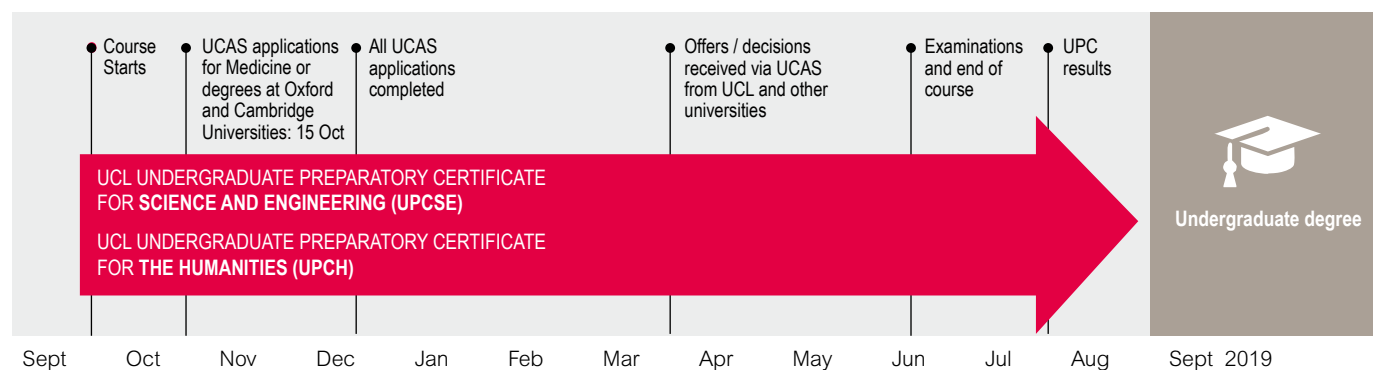 Course
Starts
UCAS applications
for Medicine or
degrees at Oxford
and Cambridge
Universities: 15 Oct
All UCAS
applications
completed
Offers / decisions
received via UCAS
from UCL and other
universities
Examinations
and end of
course
UPC
results
UCL UNDERGRADUATE PREPARATORY CERTIFICATE
FOR SCIENCE AND ENGINEERING (UPCSE)
UCL UNDERGRADUATE PREPARATORY CERTIFICATE
FOR THE HUMANITIES (UPCH)
Undergraduate degree
Sept Oct Nov Dec Jan Feb Mar Apr May Jun Jul Aug Sept 2019